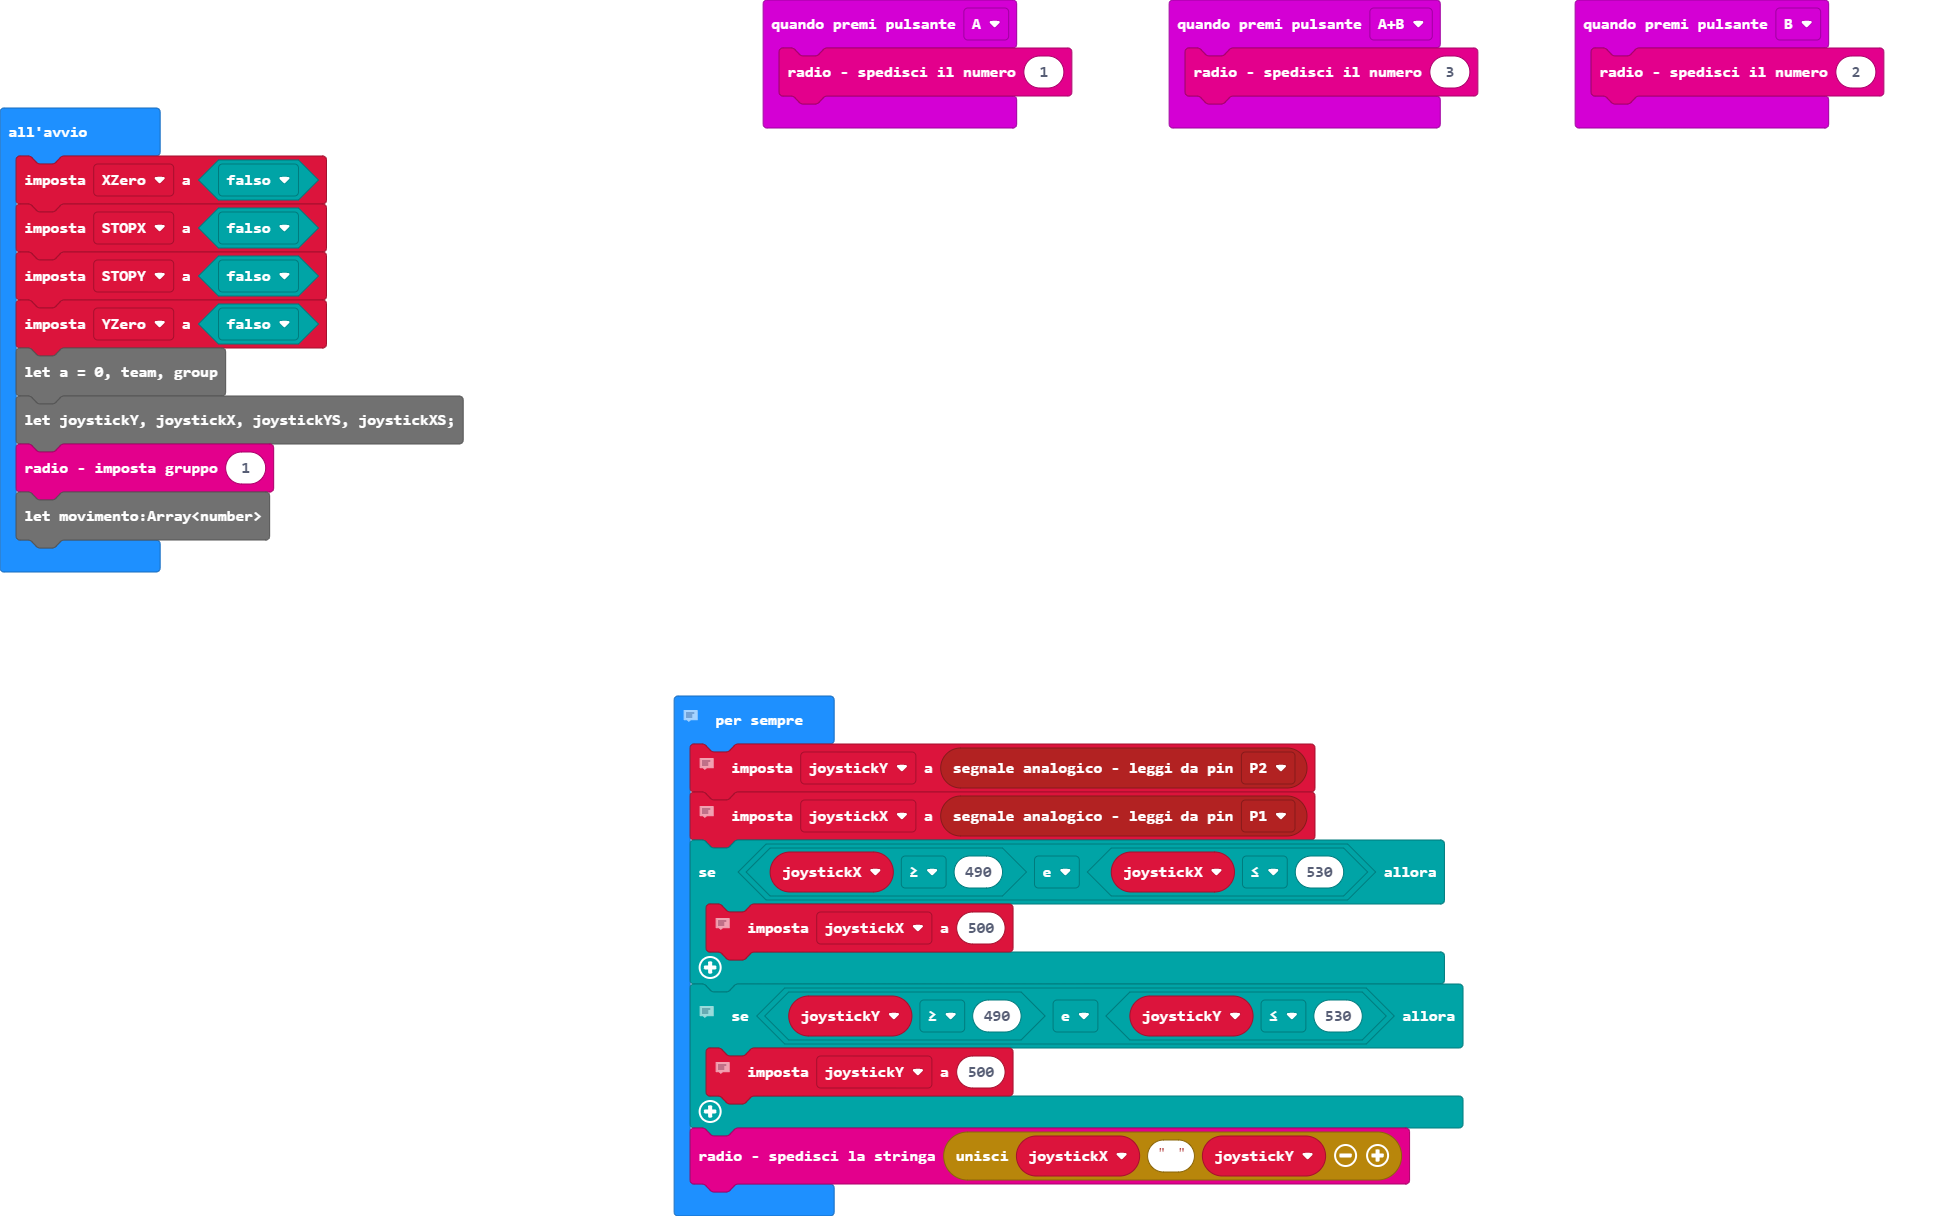 quando premi pulsante A
radio - spedisci il numero 1
quando premi pulsante A+B
radio - spedisci il numero 3
quando premi pulsante B
radio - spedisci il numero 2
all'avvio
imposta XZero a falso
imposta STOPX a falso
imposta STOPY a falso
imposta YZero a falso
let a = 0, team, group
let joystickY, joystickX, joystickYS, joystickXS;
radio - imposta gruppo 1
let movimento:Array<number>
per sempre
imposta joystickY a segnale analogico - leggi da pin P2
imposta joystickX a segnale analogico - leggi da pin P1
se joystickX ≥ 490 e joystickX ≤ 530 allora
imposta joystickX a 500
se joystickY ≥ 490 e joystickY ≤ 530 allora
imposta joystickY a 500
radio - spedisci la stringa unisci joystickX " " joystickY